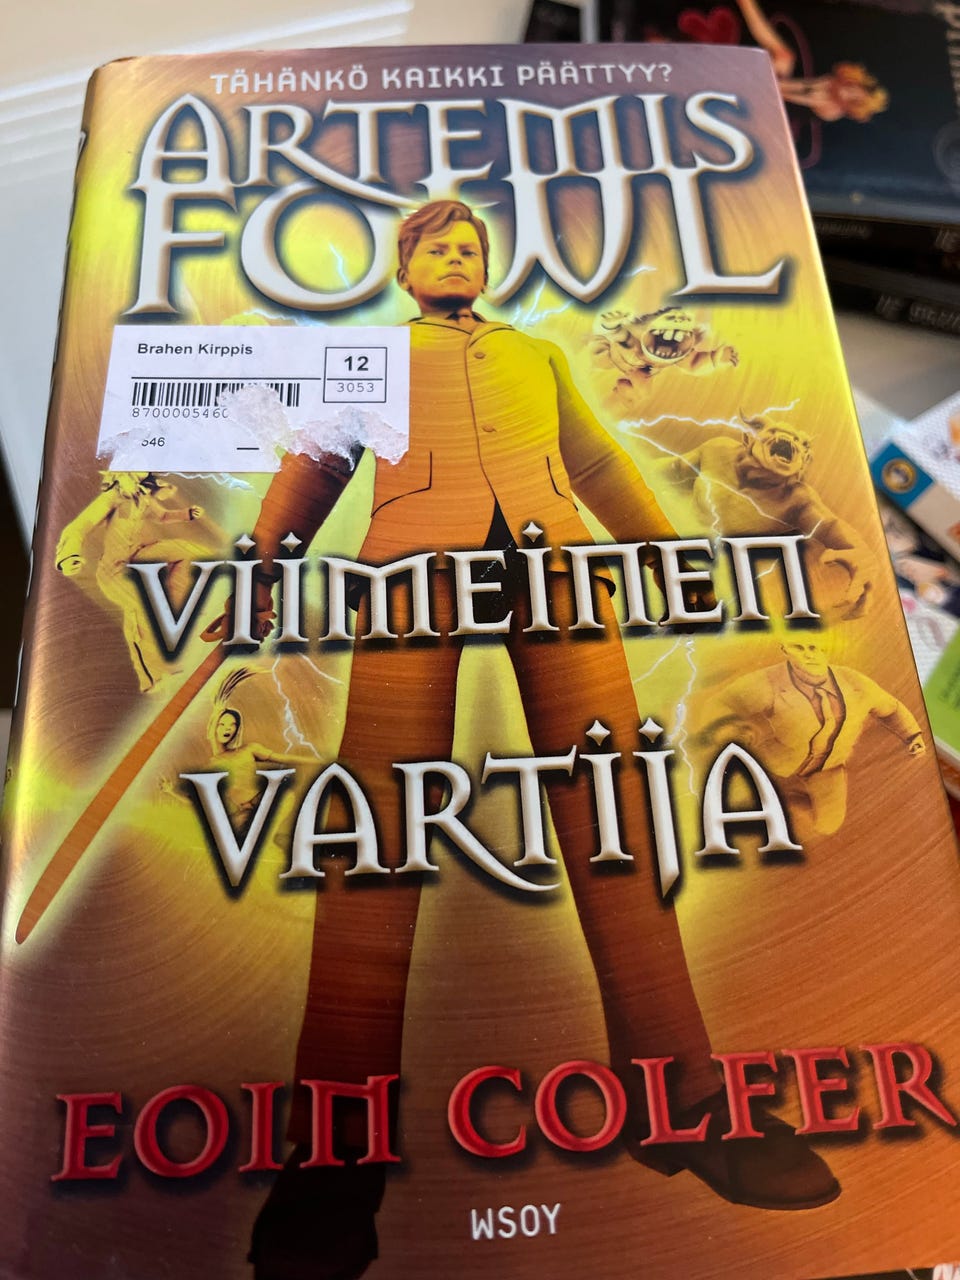 TÄHÄNKÖ KAIKKI PÄÄTTYY?
ARTEMIS
FOWL
Brahen Kirppis
12
3053
8700005460
546
VIIMEINEN
VARTIJA
EOIN COLFER
WSOY